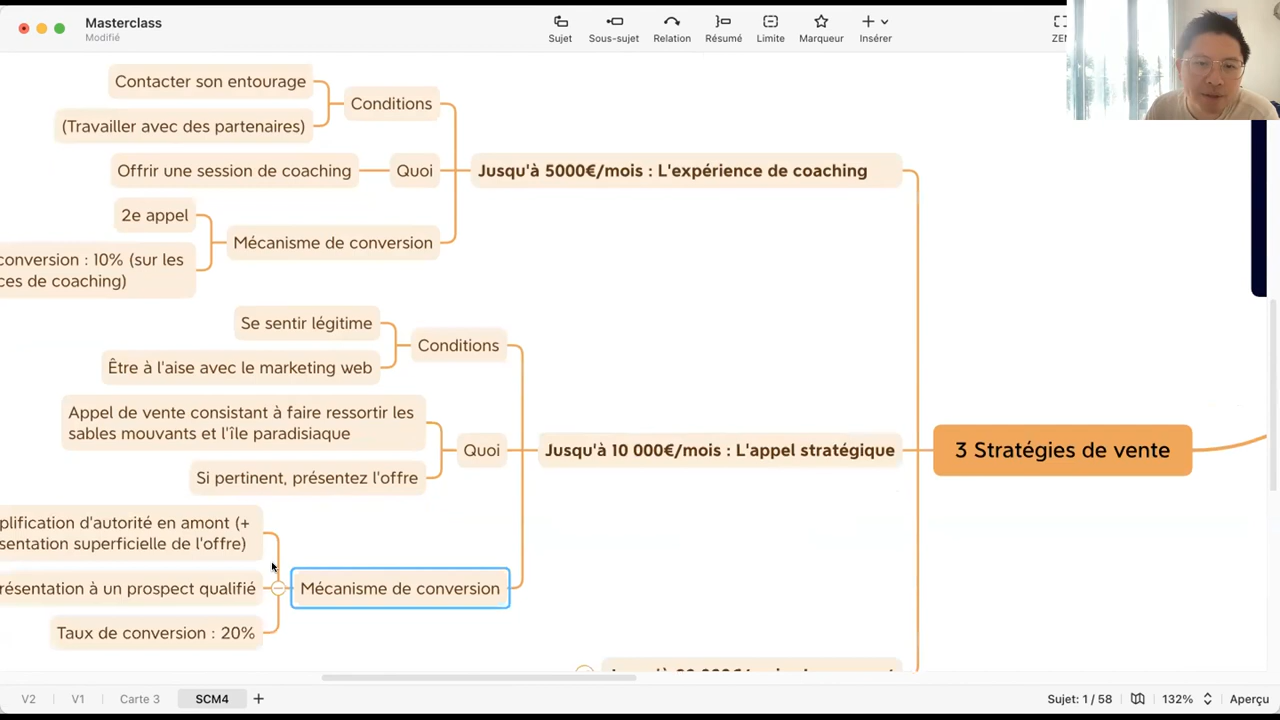 Masterclass
Modifié
Sujet
Sous-sujet
Relation
Résumé
Limite
Marqueur
Insérer
Contacter son entourage
(Travailler avec des partenaires)
Conditions
Offrir une session de coaching
Quoi
Jusqu'à 5000€/mois : L'expérience de coaching
2e appel
conversion : 10% (sur les
de coaching)
Mécanisme de conversion
Se sentir légitime
Être à l'aise avec le marketing web
Conditions
Appel de vente consistant à faire ressortir les
sables mouvants et l'île paradisiaque
Si pertinent, présentez l'offre
Quoi
Jusqu'à 10 000€/mois : L'appel stratégique
3 Stratégies de vente
d'autorité en amont (+
superficielle de l'offre)
à un prospect qualifié
Taux de conversion : 20%
Mécanisme de conversion
V2
V1
Carte 3
SCM4
Sujet: 1 / 58
132%
Aperçu